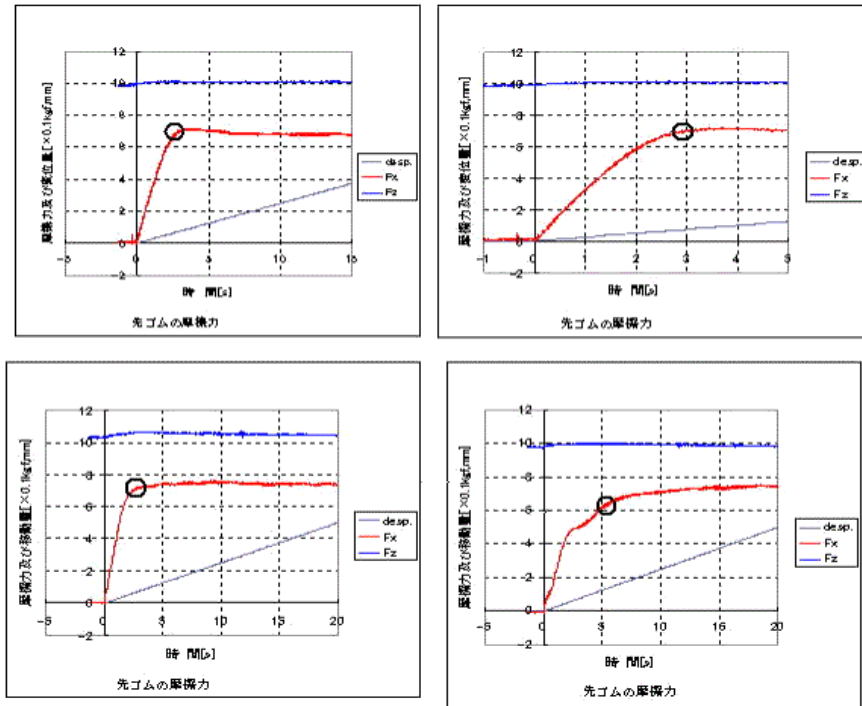 12
10
8
6
4
2
0
-2
-5 0 5 10 15
摩擦力及び変位量[×0.1kgf,mm]
時 間[s]
desp.
Fx
Fz
先ゴムの摩擦力
12
10
8
6
4
2
0
-2
-1 0 1 2 3 4 5
摩擦力及び変位量[×0.1kgf,mm]
時 間[s]
desp.
Fx
Fz
先ゴムの摩擦力
12
10
8
6
4
2
0
-2
-5 0 5 10 15 20
摩擦力及び移動量[×0.1kgf,mm]
時 間[s]
desp.
Fx
Fz
先ゴムの摩擦力
12
10
8
6
4
2
0
-2
-5 0 5 10 15 20
摩擦力及び移動量[×0.1kgf,mm]
時 間[s]
desp.
Fx
Fz
先ゴムの摩擦力